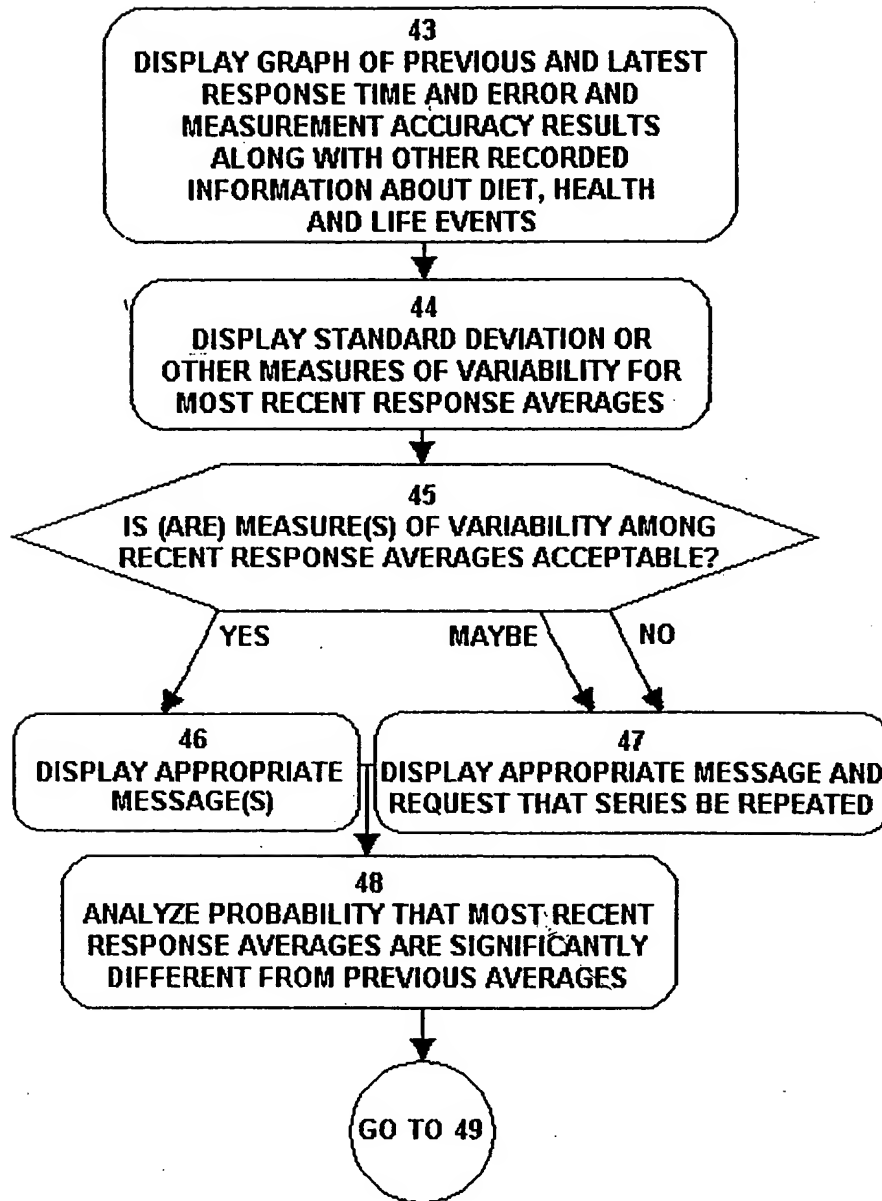 43
DISPLAY GRAPH OF PREVIOUS AND LATEST
RESPONSE TIME AND ERROR AND
MEASUREMENT ACCURACY RESULTS
ALONG WITH OTHER RECORDED
INFORMATION ABOUT DIET, HEALTH
AND LIFE EVENTS
44
DISPLAY STANDARD DEVIATION OR
OTHER MEASURES OF VARIABILITY FOR
MOST RECENT RESPONSE AVERAGES
45
IS (ARE) MEASURE(S) OF VARIABILITY AMONG
RECENT RESPONSE AVERAGES ACCEPTABLE?
YES
MAYBE
NO
46
DISPLAY APPROPRIATE
MESSAGE(S)
47
DISPLAY APPROPRIATE MESSAGE AND
REQUEST THAT SERIES BE REPEATED
48
ANALYZE PROBABILITY THAT MOST RECENT
RESPONSE AVERAGES ARE SIGNIFICANTLY
DIFFERENT FROM PREVIOUS AVERAGES
GO TO 49